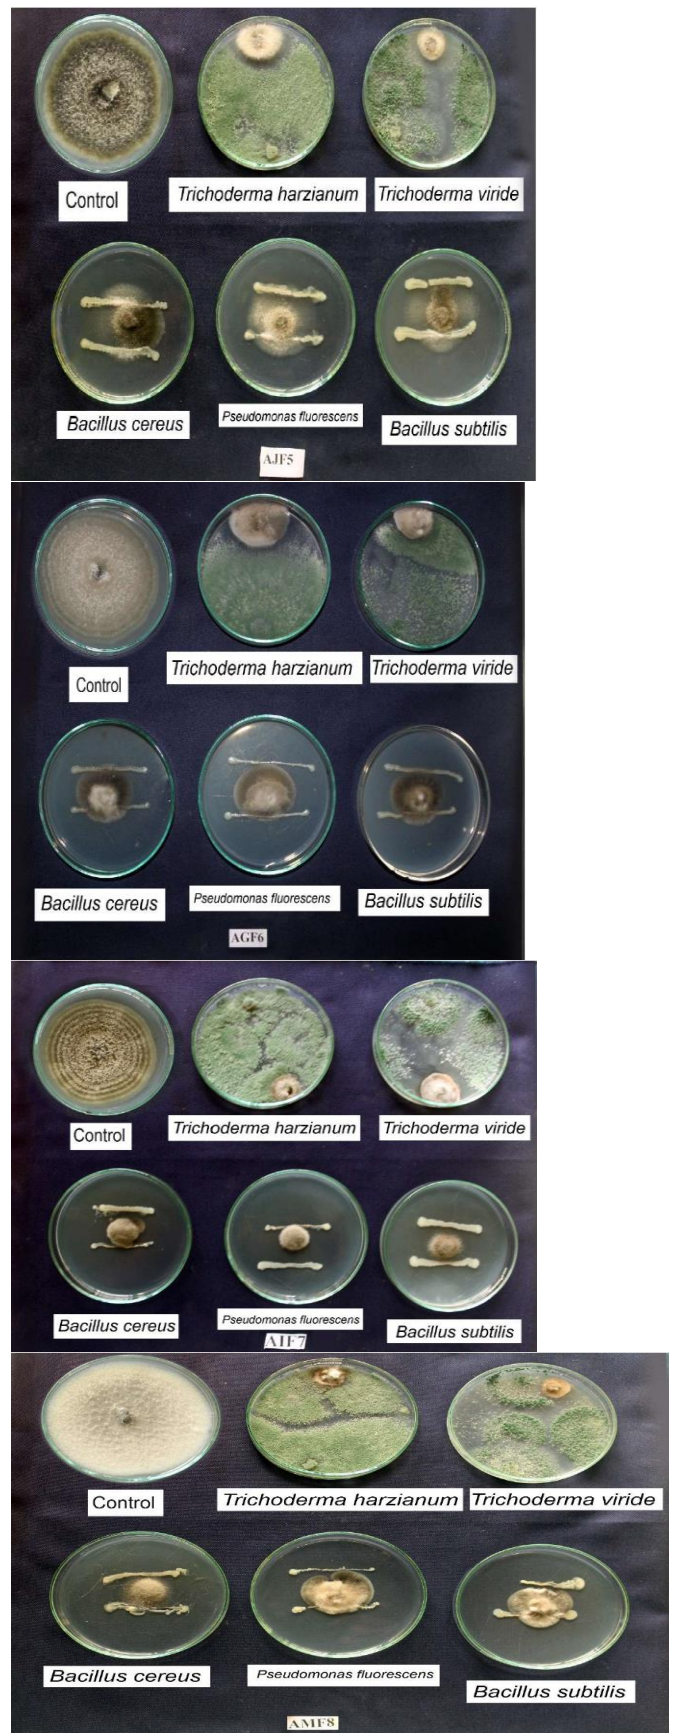 Control
Trichoderma harzianum
Trichoderma viride
Bacillus cereus
Pseudomonas fluorescens
Bacillus subtilis
AJF5
Control
Trichoderma harzianum
Trichoderma viride
Bacillus cereus
Pseudomonas fluorescens
Bacillus subtilis
AGF6
Control
Trichoderma harzianum
Trichoderma viride
Bacillus cereus
Pseudomonas fluorescens
Bacillus subtilis
AIF7
Control
Trichoderma harzianum
Trichoderma viride
Bacillus cereus
Pseudomonas fluorescens
Bacillus subtilis
AMF8